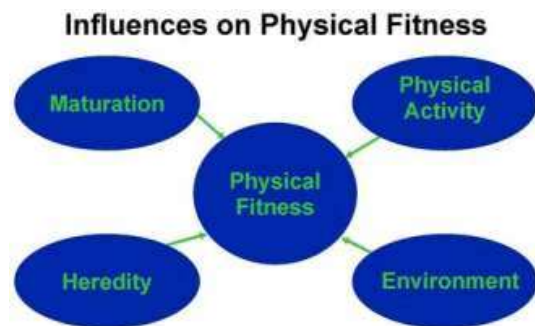 Influences on Physical Fitness
Maturation
Physical
Activity
Physical
Fitness
Heredity
Environment